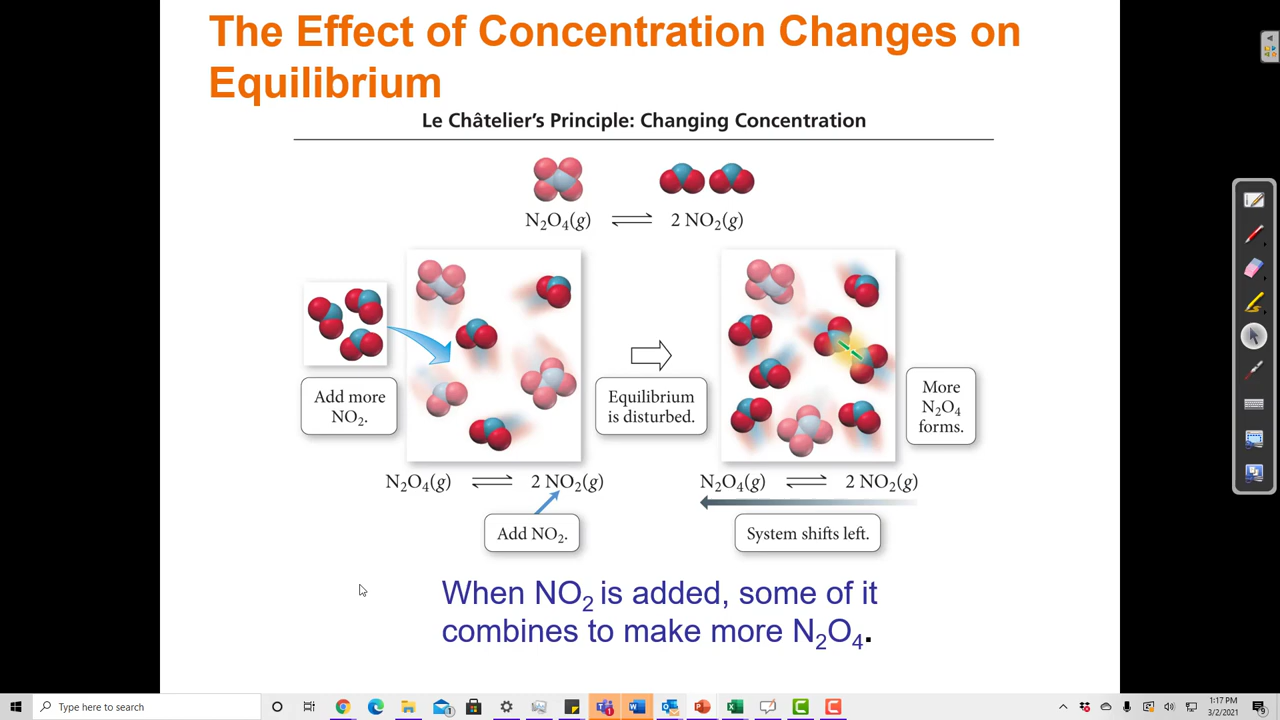 The Effect of Concentration Changes on
Equilibrium
Le Châtelier's Principle: Changing Concentration
N₂O₄(g) ⇌ 2 NO₂(g)
Add more
NO₂.
Equilibrium
is disturbed.
More
N₂O₄
forms.
N₂O₄(g) ⇌ 2 NO₂(g)
N₂O₄(g) ⇌ 2 NO₂(g)
Add NO₂.
System shifts left.
When NO₂ is added, some of it
combines to make more N₂O₄.
Type here to search
1:17 PM
3/2/2021